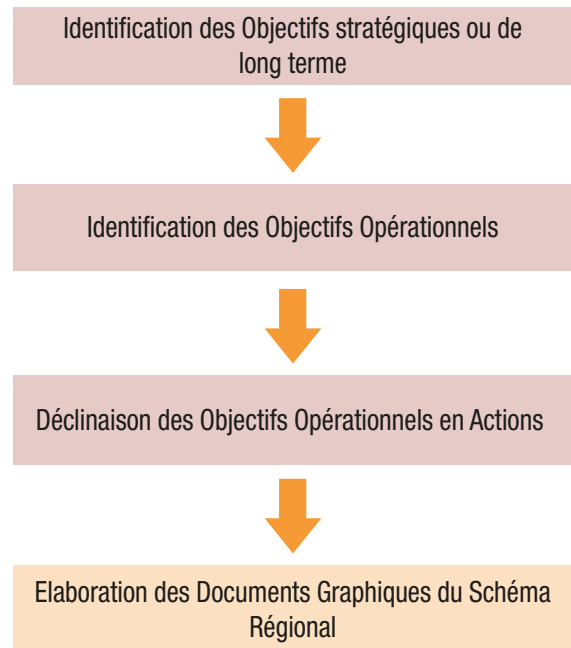 Identification des Objectifs stratégiques ou de
long terme
Identification des Objectifs Opérationnels
Déclinaison des Objectifs Opérationnels en Actions
Elaboration des Documents Graphiques du Schéma
Régional